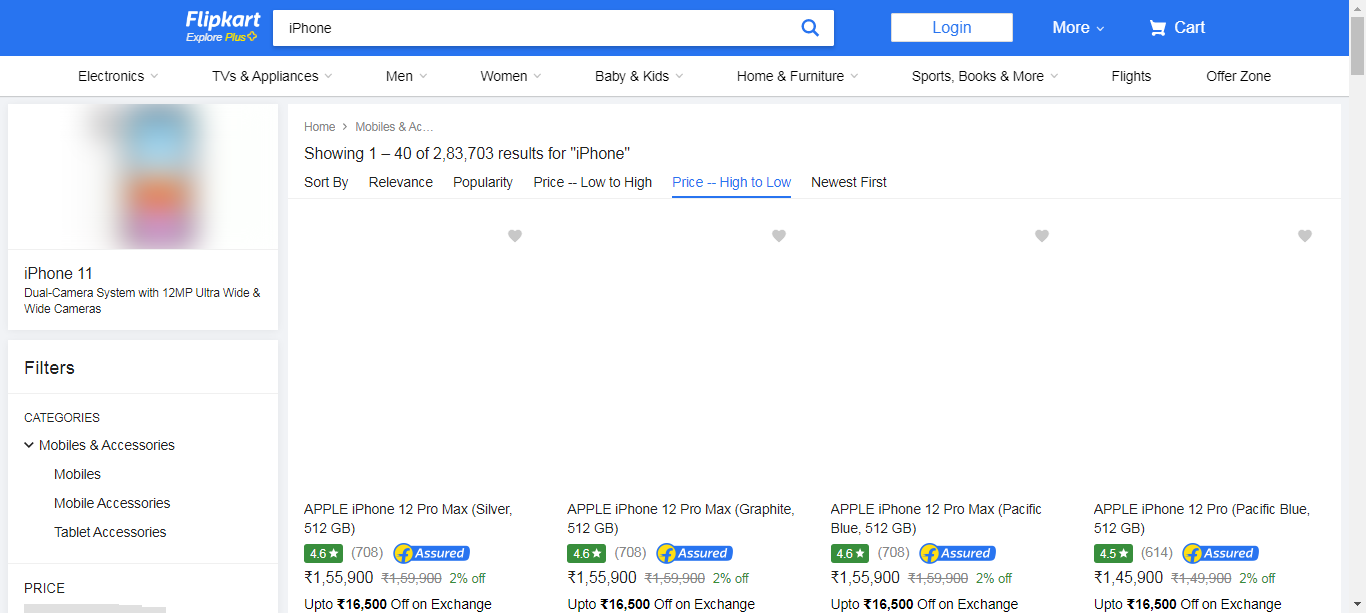 Flipkart
Explore Plus
iPhone
Login
More
Cart
Electronics
TVs & Appliances
Men
Women
Baby & Kids
Home & Furniture
Sports, Books & More
Flights
Offer Zone
iPhone 11
Dual-Camera System with 12MP Ultra Wide &
Wide Cameras
Filters
CATEGORIES
Mobiles & Accessories
Mobiles
Mobile Accessories
Tablet Accessories
PRICE
Home > Mobiles & Ac...
Showing 1 – 40 of 2,83,703 results for "iPhone"
Sort By Relevance Popularity Price -- Low to High Price -- High to Low Newest First
APPLE iPhone 12 Pro Max (Silver,
512 GB)
4.6★ (708) Assured
₹1,55,900 ₹1,59,900 2% off
Upto ₹16,500 Off on Exchange
APPLE iPhone 12 Pro Max (Graphite,
512 GB)
4.6★ (708) Assured
₹1,55,900 ₹1,59,900 2% off
Upto ₹16,500 Off on Exchange
APPLE iPhone 12 Pro Max (Pacific
Blue, 512 GB)
4.6★ (708) Assured
₹1,55,900 ₹1,59,900 2% off
Upto ₹16,500 Off on Exchange
APPLE iPhone 12 Pro (Pacific Blue,
512 GB)
4.5★ (614) Assured
₹1,45,900 ₹1,49,900 2% off
Upto ₹16,500 Off on Exchange